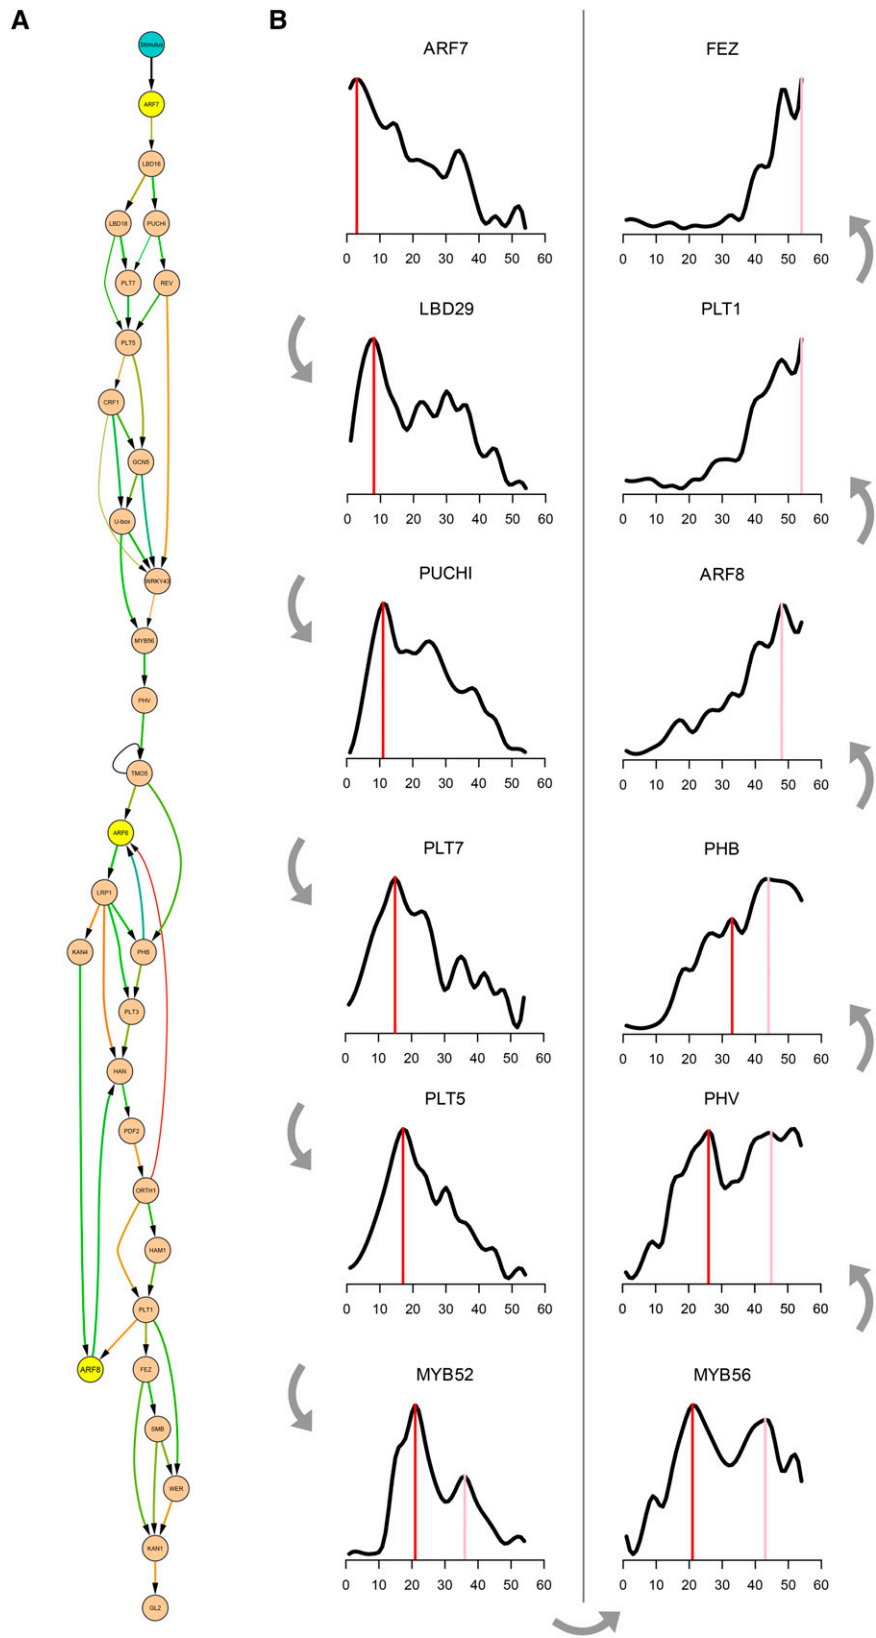 A
Stimulus
ARF7
LBD16
LBD18
PUCHI
PLT7
REV
PLT5
CRF1
GCN5
U-box
WRKY43
MYB56
PHV
TMO5
ARF6
LRP1
KAN4
PHB
PLT3
HAN
PDF2
ORTH1
HAM1
PLT1
ARF8
FEZ
SMB
WER
KAN1
GL2
B
ARF7
0 10 20 30 40 50 60
LBD29
0 10 20 30 40 50 60
PUCHI
0 10 20 30 40 50 60
PLT7
0 10 20 30 40 50 60
PLT5
0 10 20 30 40 50 60
MYB52
0 10 20 30 40 50 60
FEZ
0 10 20 30 40 50 60
PLT1
0 10 20 30 40 50 60
ARF8
0 10 20 30 40 50 60
PHB
0 10 20 30 40 50 60
PHV
0 10 20 30 40 50 60
MYB56
0 10 20 30 40 50 60